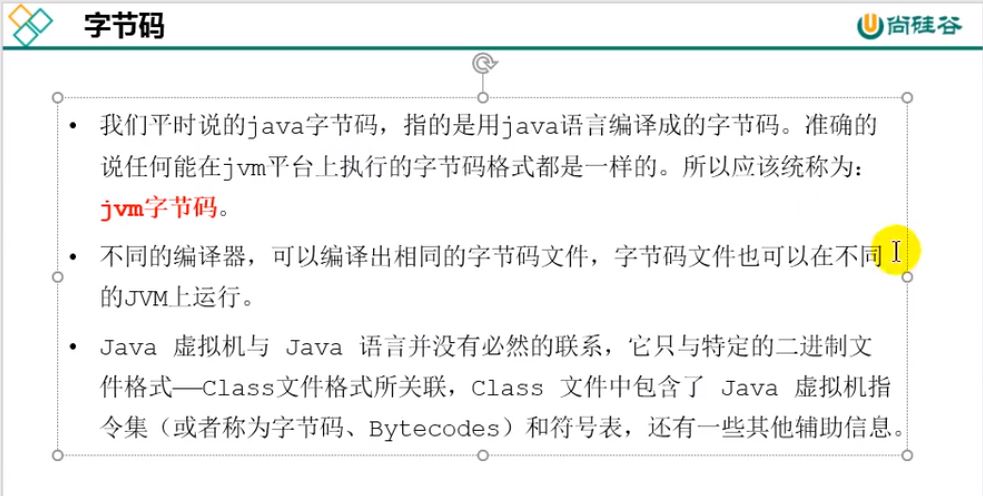 字节码
尚硅谷
• 我们平时说的java字节码，指的是用java语言编译成的字节码。准确的
说任何能在jvm平台上执行的字节码格式都是一样的。所以应该统称为：
jvm字节码。
• 不同的编译器，可以编译出相同的字节码文件，字节码文件也可以在不同
的JVM上运行。
• Java 虚拟机与 Java 语言并没有必然的联系，它只与特定的二进制文
件格式——Class文件格式所关联，Class 文件中包含了 Java 虚拟机指
令集（或者称为字节码、Bytecodes）和符号表，还有一些其他辅助信息。